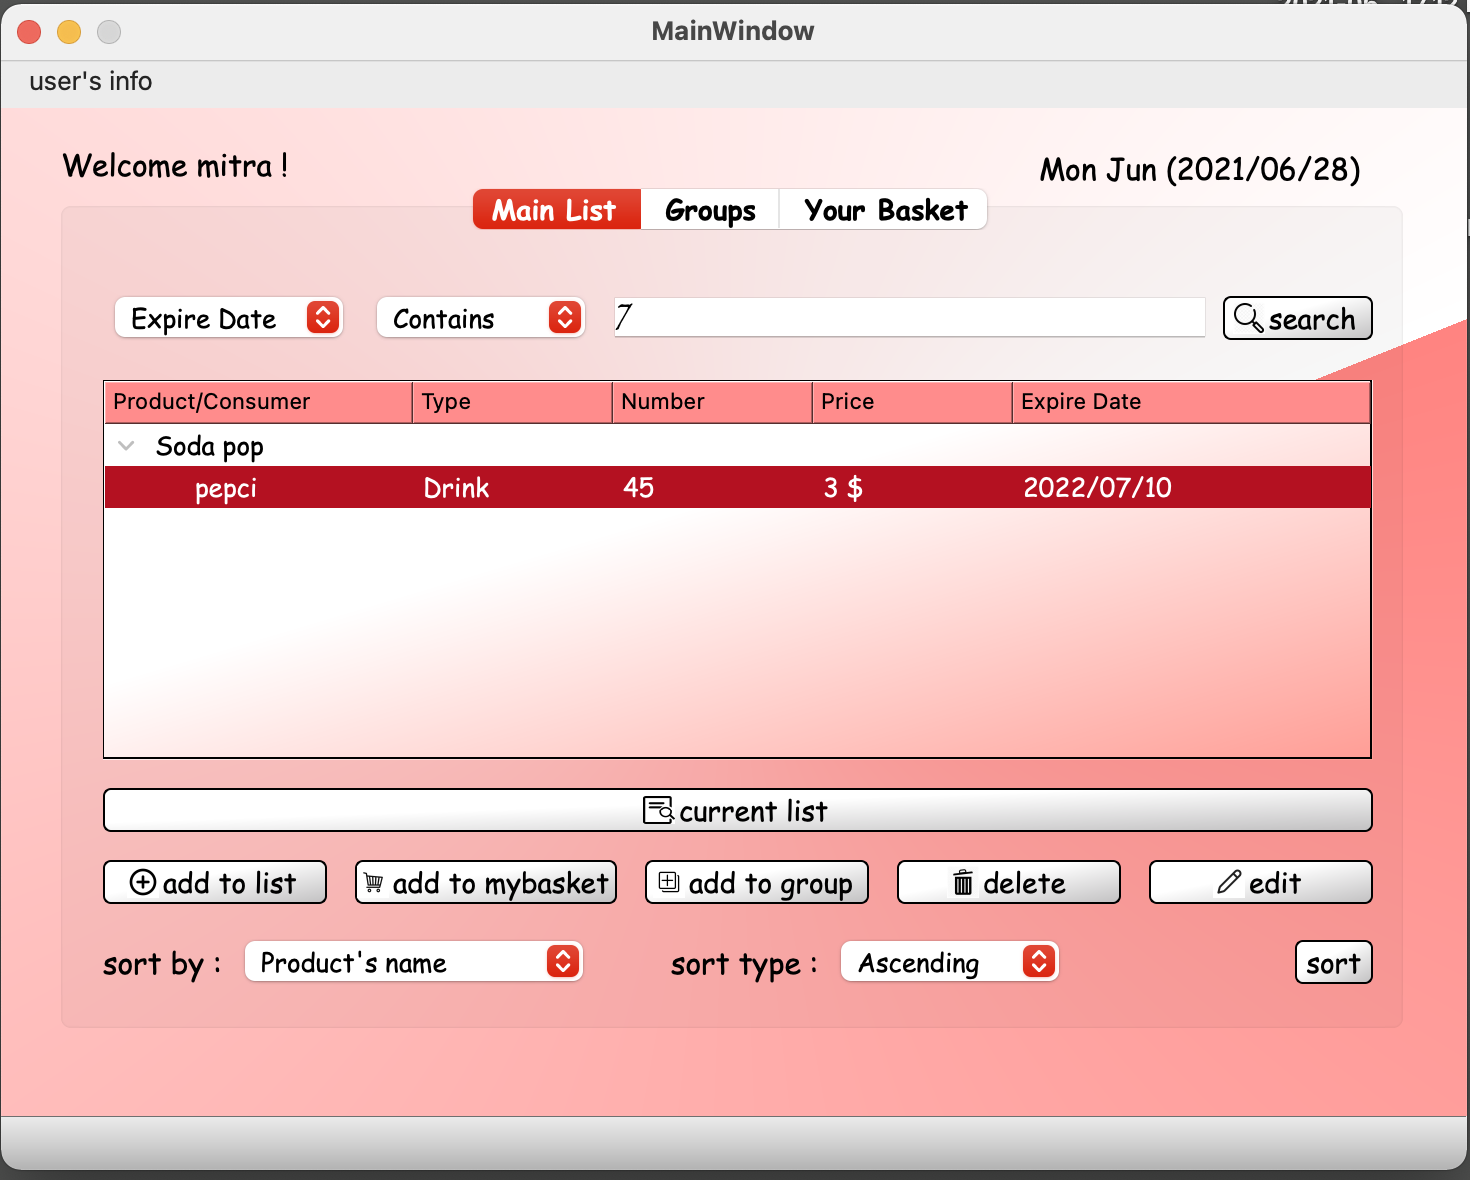 MainWindow
user's info
Welcome mitra !
Mon Jun (2021/06/28)
Main List Groups Your Basket
Expire Date Contains 7 search
Product/Consumer Type Number Price Expire Date
Soda pop
pepci Drink 45 3 $ 2022/07/10
current list
add to list add to mybasket add to group delete edit
sort by : Product's name sort type : Ascending sort